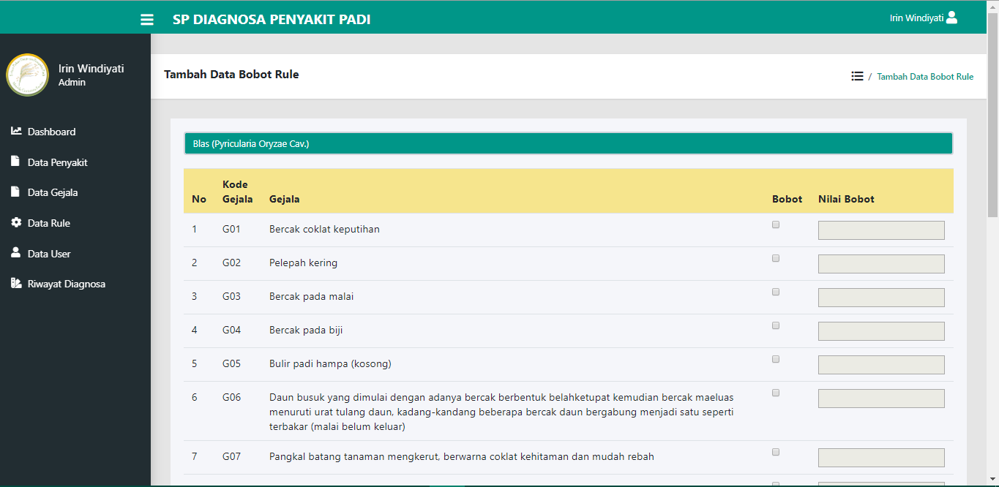 SP DIAGNOSA PENYAKIT PADI
Irin Windiyati
Irin Windiyati
Admin
Dashboard
Data Penyakit
Data Gejala
Data Rule
Data User
Riwayat Diagnosa
Tambah Data Bobot Rule
/ Tambah Data Bobot Rule
Blas (Pyricularia Oryzae Cav.)
No Kode Gejala Gejala Bobot Nilai Bobot
1 G01 Bercak coklat keputihan
2 G02 Pelepah kering
3 G03 Bercak pada malai
4 G04 Bercak pada biji
5 G05 Bulir padi hampa (kosong)
6 G06 Daun busuk yang dimulai dengan adanya bercak berbentuk belahketupat kemudian bercak maeluas
menuruti urat tulang daun, kadang-kandang beberapa bercak daun bergabung menjadi satu seperti
terbakar (malai belum keluar)
7 G07 Pangkal batang tanaman mengkerut, berwarna coklat kehitaman dan mudah rebah